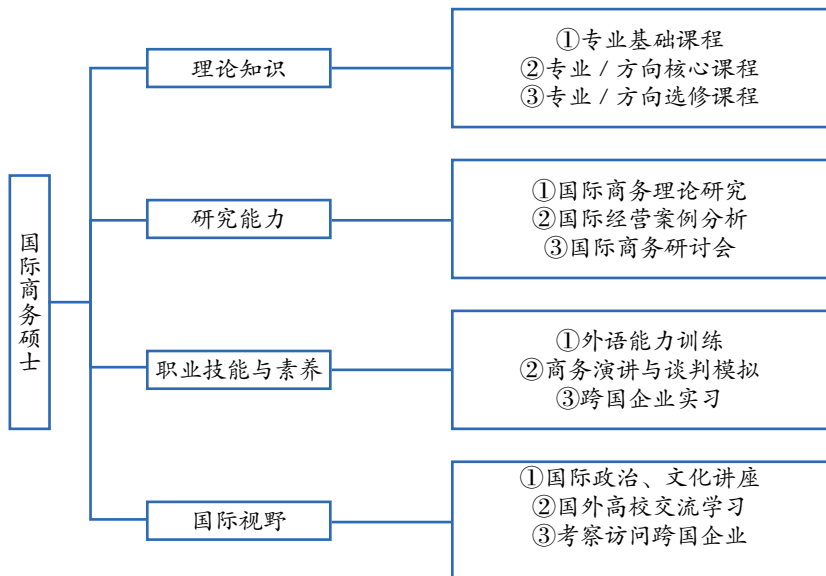 国际商务硕士
理论知识
①专业基础课程
②专业/方向核心课程
③专业/方向选修课程
研究能力
①国际商务理论研究
②国际经营案例分析
③国际商务研讨会
职业技能与素养
①外语能力训练
②商务演讲与谈判模拟
③跨国企业实习
国际视野
①国际政治、文化讲座
②国外高校交流学习
③考察访问跨国企业